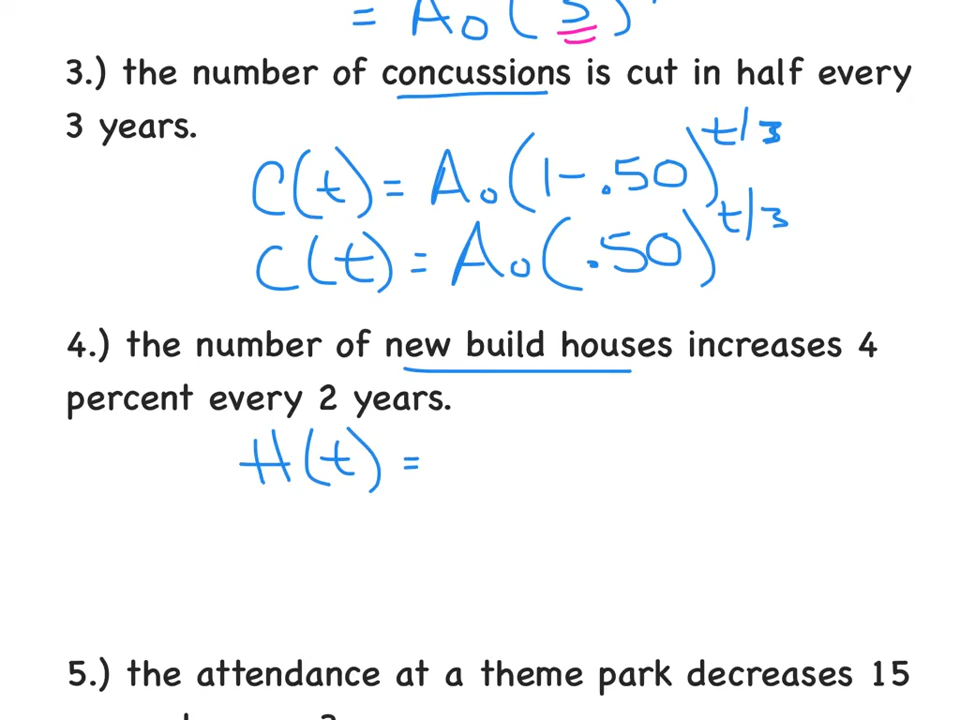 = A₀(3)
3.) the number of concussions is cut in half every
3 years.
C(t) = A₀(1-.50)^t/3
C(t) = A₀(.50)^t/3
4.) the number of new build houses increases 4
percent every 2 years.
H(t) =
5.) the attendance at a theme park decreases 15